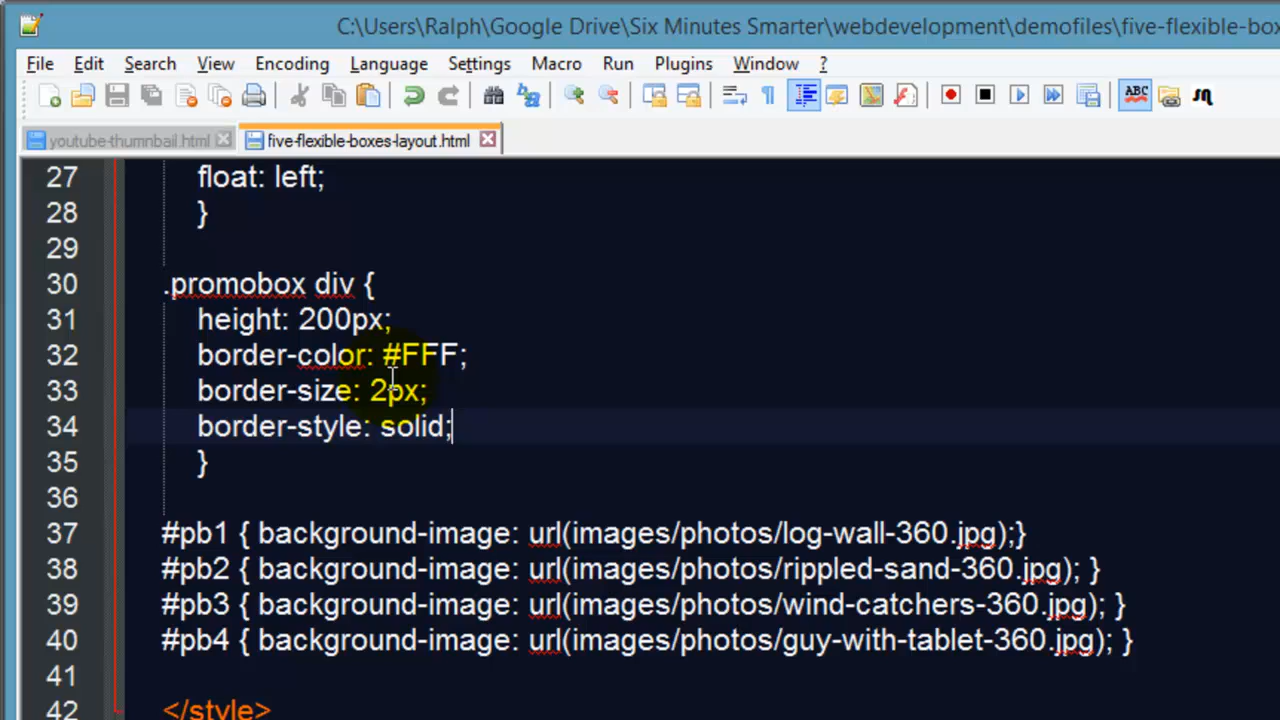 C:\Users\Ralph\Google Drive\Six Minutes Smarter\webdevelopment\demofiles\five-flexible-box
File Edit Search View Encoding Language Settings Macro Run Plugins Window ?
ABC
youtube-thumbnail.html five-flexible-boxes-layout.html
27 float: left;
28 }
29
30 .promobox div {
31 height: 200px;
32 border-color: #FFF;
33 border-size: 2px;
34 border-style: solid;
35 }
36
37 #pb1 { background-image: url(images/photos/log-wall-360.jpg);}
38 #pb2 { background-image: url(images/photos/rippled-sand-360.jpg); }
39 #pb3 { background-image: url(images/photos/wind-catchers-360.jpg); }
40 #pb4 { background-image: url(images/photos/guy-with-tablet-360.jpg); }
41
42 </style>